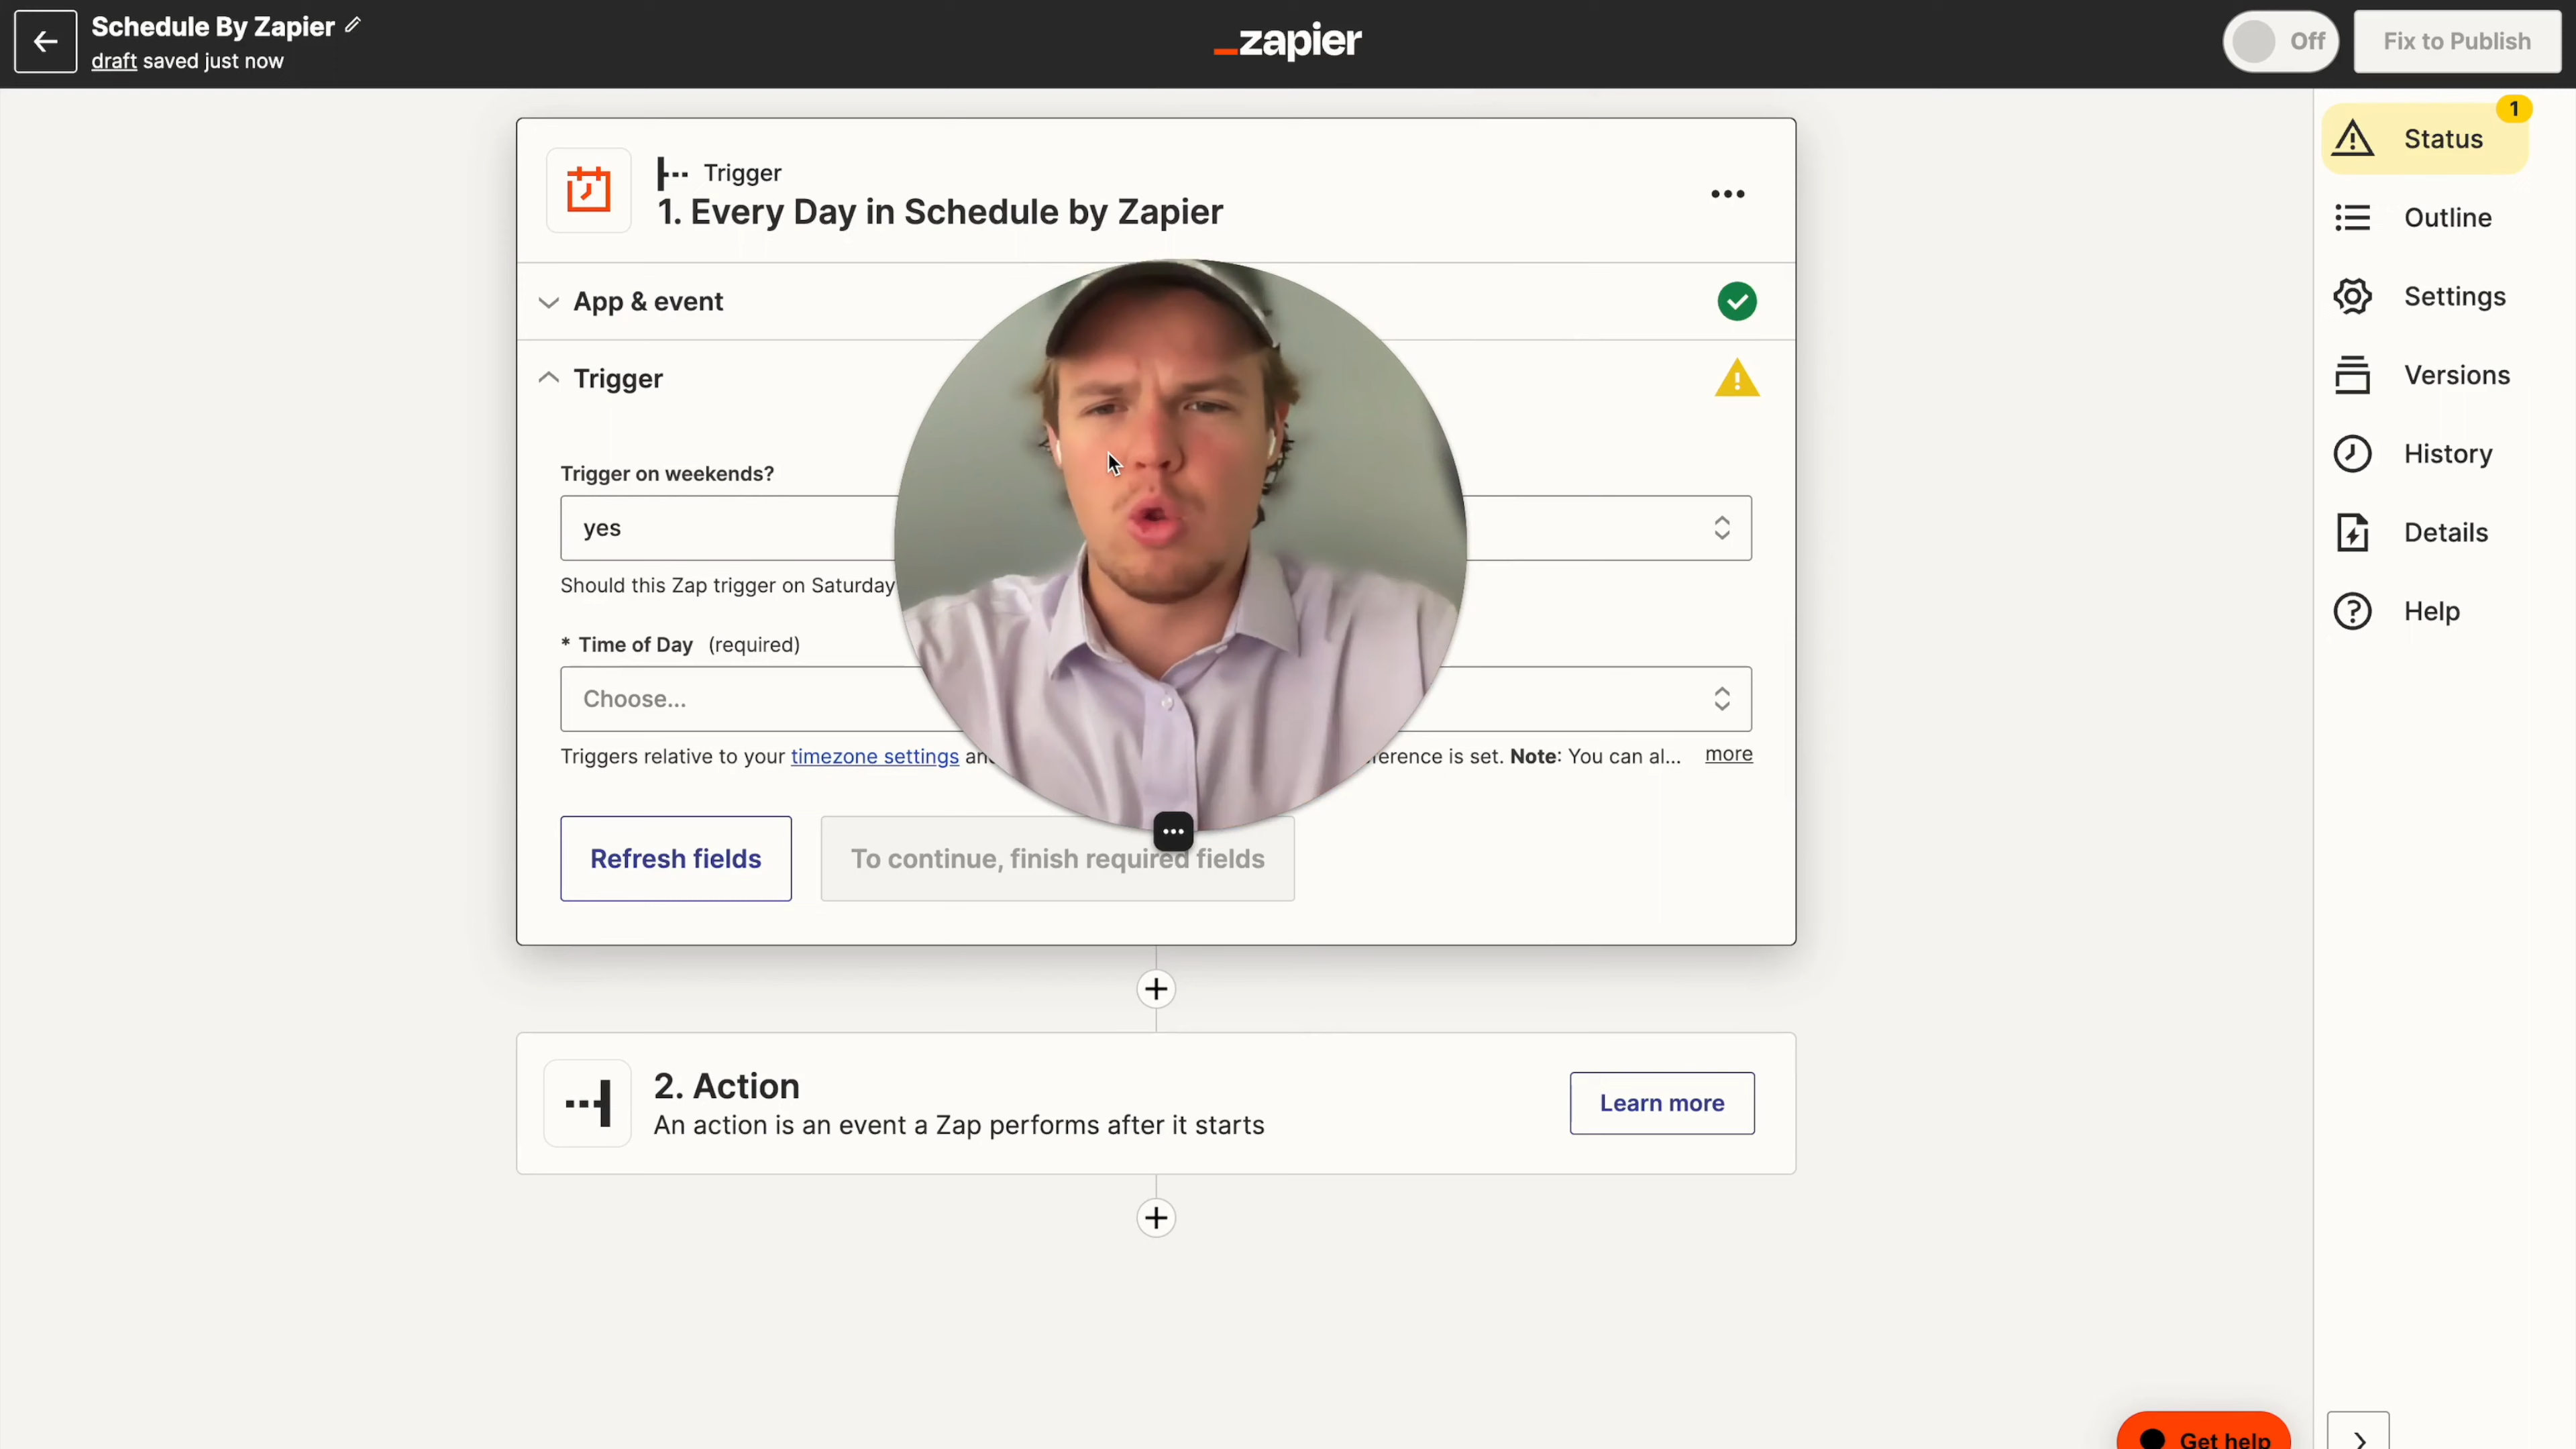 Schedule By Zapier
draft saved just now
zapier
Off
Fix to Publish
1
Status
Outline
Settings
Versions
History
Details
Help
Trigger
1. Every Day in Schedule by Zapier
App & event
Trigger
Trigger on weekends?
yes
Should this Zap trigger on Saturday
* Time of Day (required)
Choose...
Triggers relative to your timezone settings erence is set. Note: You can al... more
Refresh fields
To continue, finish required fields
2. Action
An action is an event a Zap performs after it starts
Learn more
Get help